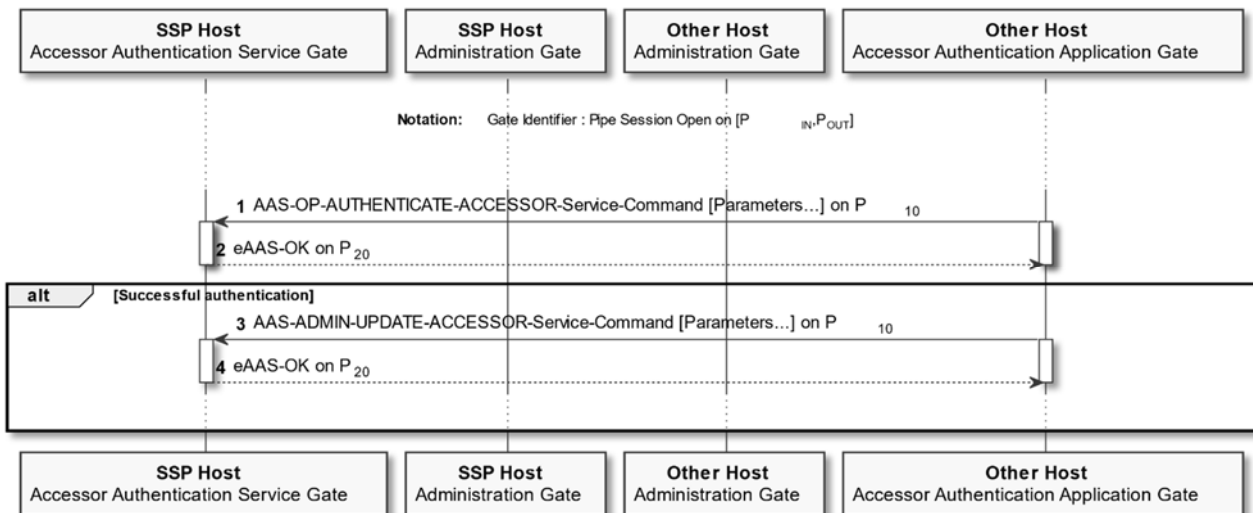 SSP Host
Accessor Authentication Service Gate
SSP Host
Administration Gate
Other Host
Administration Gate
Other Host
Accessor Authentication Application Gate
Notation: Gate Identifier : Pipe Session Open on [P IN,POUT]
1 AAS-OP-AUTHENTICATE-ACCESSOR-Service-Command [Parameters...] on P 10
2 eAAS-OK on P20
alt [Successful authentication]
3 AAS-ADMIN-UPDATE-ACCESSOR-Service-Command [Parameters...] on P 10
4 eAAS-OK on P20
SSP Host
Accessor Authentication Service Gate
SSP Host
Administration Gate
Other Host
Administration Gate
Other Host
Accessor Authentication Application Gate